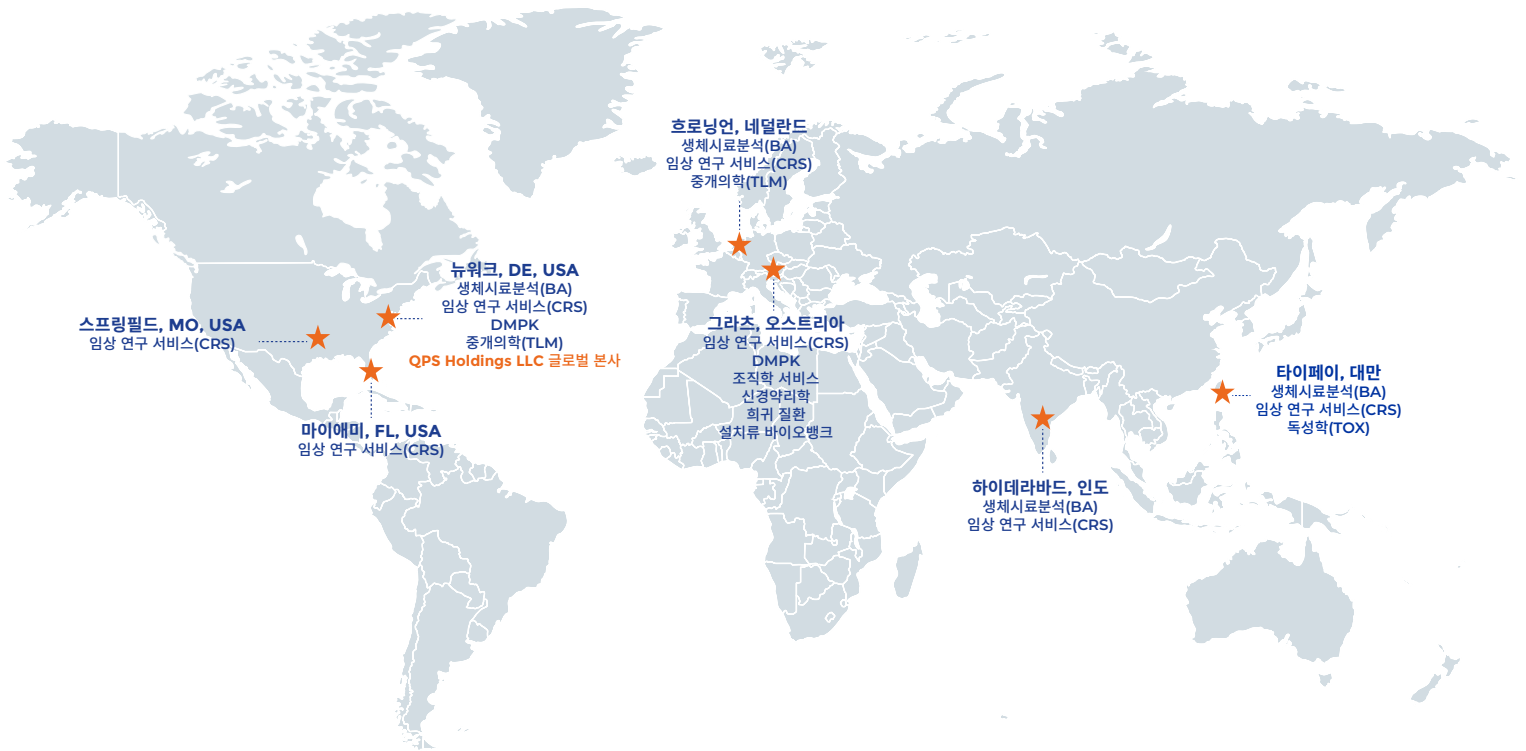 흐로닝언, 네덜란드
생체시료분석(BA)
임상 연구 서비스(CRS)
중개의학(TLM)
뉴워크, DE, USA
생체시료분석(BA)
임상 연구 서비스(CRS)
DMPK
중개의학(TLM)
QPS Holdings LLC 글로벌 본사
스프링필드, MO, USA
임상 연구 서비스(CRS)
마이애미, FL, USA
임상 연구 서비스(CRS)
그라츠, 오스트리아
임상 연구 서비스(CRS)
DMPK
조직학 서비스
신경약리학
희귀 질환
설치류 바이오뱅크
타이페이, 대만
생체시료분석(BA)
임상 연구 서비스(CRS)
독성학(TOX)
하이데라바드, 인도
생체시료분석(BA)
임상 연구 서비스(CRS)